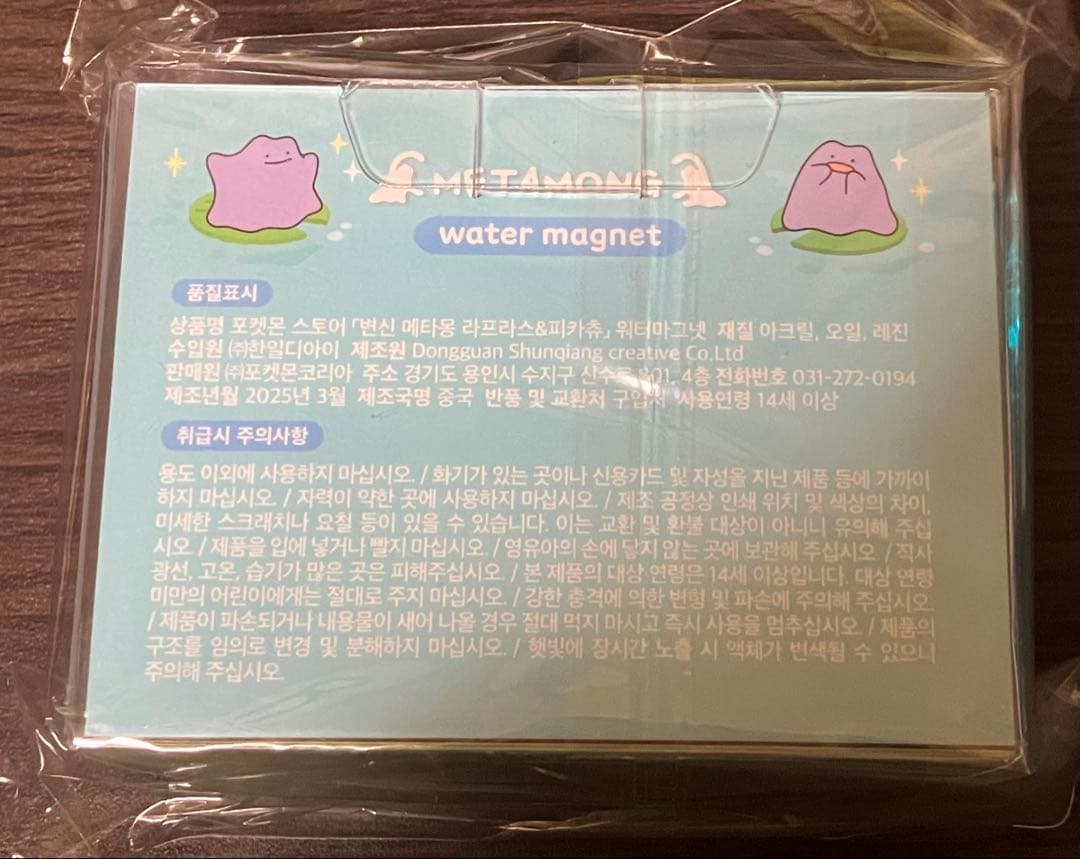 METAMONG
water magnet
품질표시
상품명 포켓몬 스토어 「변신 메타몽 라프라스&피카츄」 워터마그넷 재질 아크릴, 오일, 레진
수입원 ㈜한일디아이 제조원 Dongguan Shunqiang creative Co.Ltd
판매원 ㈜포켓몬코리아 주소 경기도 용인시 수지구 신수로 801, 4층 전화번호 031-272-0194
제조년월 2025년 3월 제조국명 중국 반품 및 교환처 구입처 사용연령 14세 이상
취급시 주의사항
용도 이외에 사용하지 마십시오. / 화기가 있는 곳이나 신용카드 및 자성을 지닌 제품 등에 가까이
하지 마십시오. / 자력이 약한 곳에 사용하지 마십시오. / 제조 공정상 인쇄 위치 및 색상의 차이,
미세한 스크래치나 요철 등이 있을 수 있습니다. 이는 교환 및 환불 대상이 아니니 유의해 주십
시오. / 제품을 입에 넣거나 빨지 마십시오. / 영유아의 손에 닿지 않는 곳에 보관해 주십시오. / 직사
광선, 고온, 습기가 많은 곳은 피해주십시오. / 본 제품의 대상 연령은 14세 이상입니다. 대상 연령
미만의 어린이에게는 절대로 주지 마십시오. / 강한 충격에 의한 변형 및 파손에 주의해 주십시오.
/ 제품이 파손되거나 내용물이 새어 나올 경우 절대 먹지 마시고 즉시 사용을 멈추십시오. / 제품의
구조를 임의로 변경 및 분해하지 마십시오. / 햇빛에 장시간 노출 시 액체가 변색될 수 있으니
주의해 주십시오.